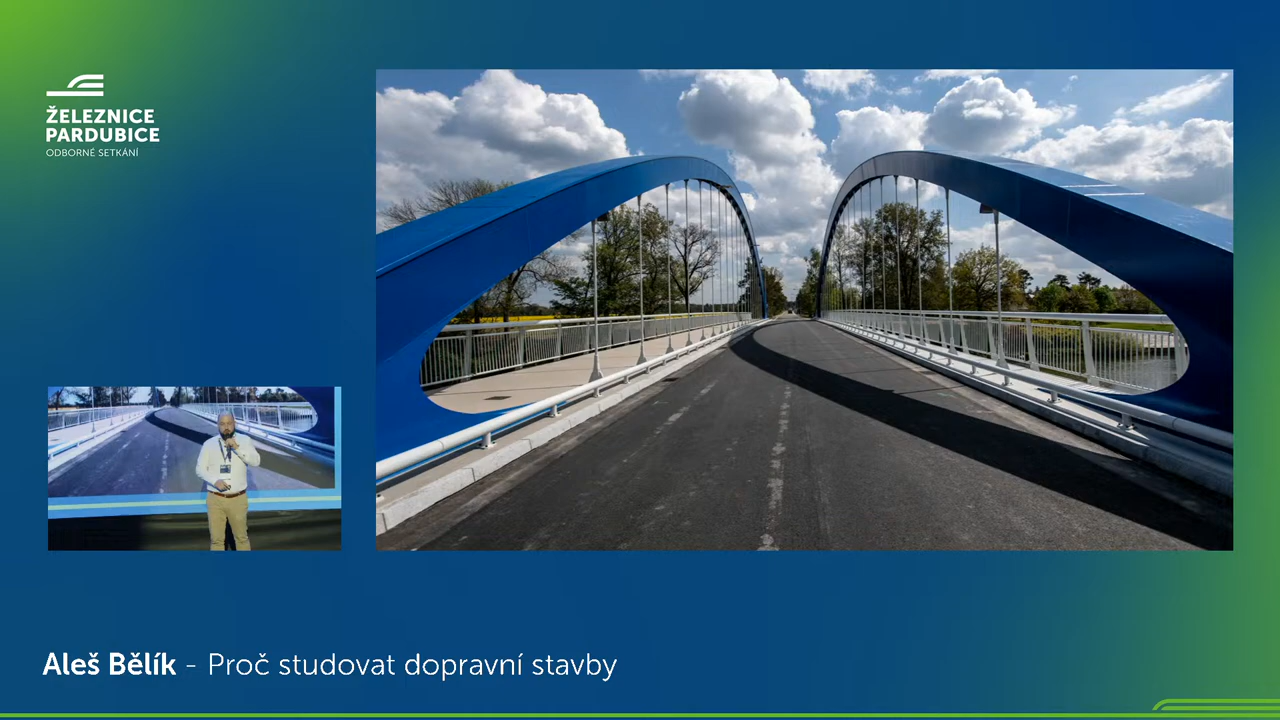 ŽELEZNICE
PARDUBICE
ODBORNÉ SETKÁNÍ
Aleš Bělík - Proč studovat dopravní stavby